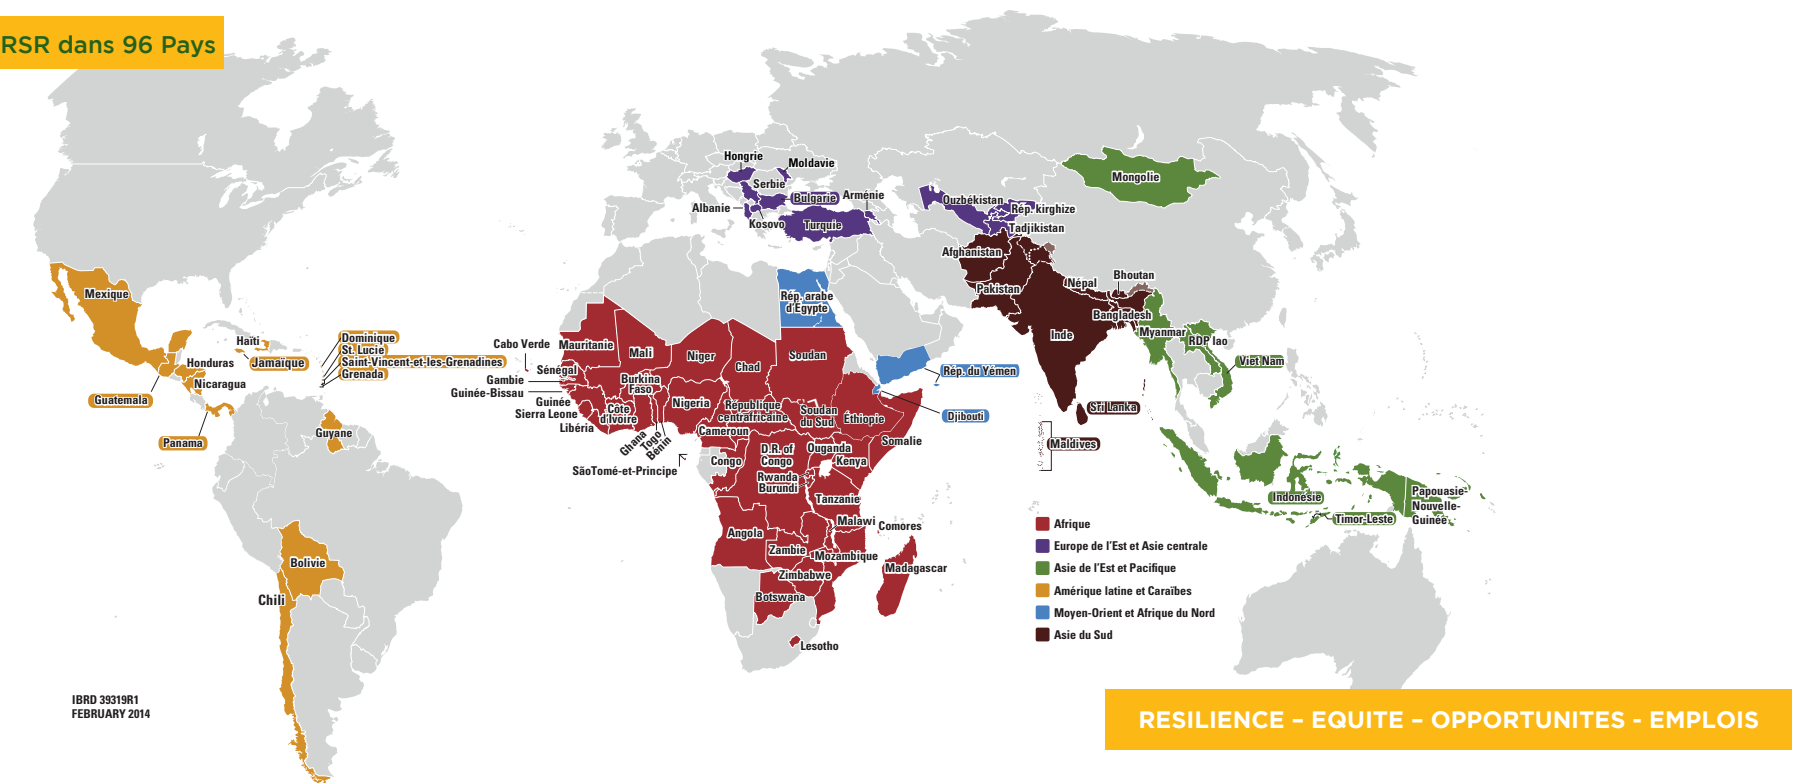 RSR dans 96 Pays
Hongrie
Moldavie
Serbie
Bulgarie
Arménie
Albanie
Kosovo
Turquie
Ouzbékistan
Rép. kirghize
Tadjikistan
Mongolie
Afghanistan
Pakistan
Népal
Bhoutan
Bangladesh
Inde
Myanmar
RDP lao
Viet Nam
Sri Lanka
Maldives
Mexique
Haïti
Jamaïque
Dominique
St. Lucie
Saint-Vincent-et-les-Grenadines
Grenada
Honduras
Nicaragua
Guatemala
Panama
Guyane
Bolivie
Chili
Rép. arabe
d'Egypte
Rép. du Yémen
Djibouti
Cabo Verde
Mauritanie
Mali
Niger
Chad
Soudan
Sénégal
Gambie
Guinée-Bissau
Guinée
Sierra Leone
Libéria
Burkina
Faso
Côte
d'Ivoire
Ghana
Togo
Bénin
Nigeria
République
centrafricaine
Soudan
du Sud
Éthiopie
Somalie
Cameroun
SãoTomé-et-Principe
Congo
D.R. of
Congo
Ouganda
Kenya
Rwanda
Burundi
Tanzanie
Angola
Malawi
Comores
Zambie
Mozambique
Madagascar
Zimbabwe
Botswana
Lesotho
Indonésie
Timor-Leste
Papouasie-
Nouvelle-
Guinée
Afrique
Europe de l'Est et Asie centrale
Asie de l'Est et Pacifique
Amérique latine et Caraïbes
Moyen-Orient et Afrique du Nord
Asie du Sud
IBRD 39319R1
FEBRUARY 2014
RESILIENCE – EQUITE – OPPORTUNITES - EMPLOIS